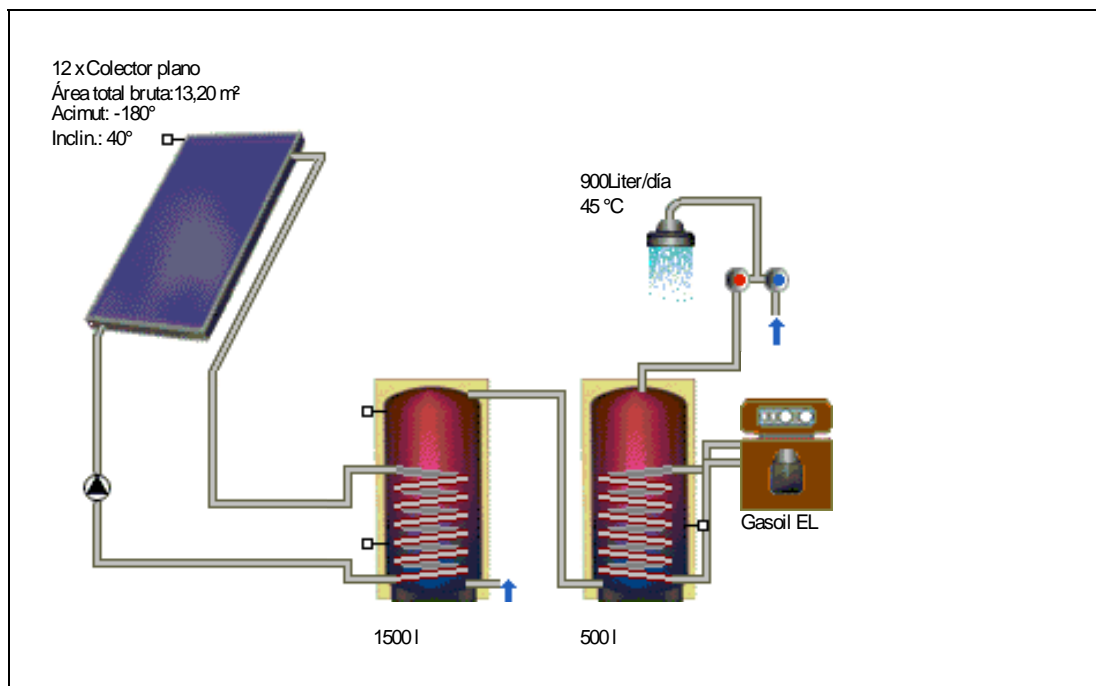 12 x Colector plano
Área total bruta:13,20 m²
Acimut: -180°
Inclin.: 40°
900Liter/día
45 °C
Gasoil EL
1500 l
500 l